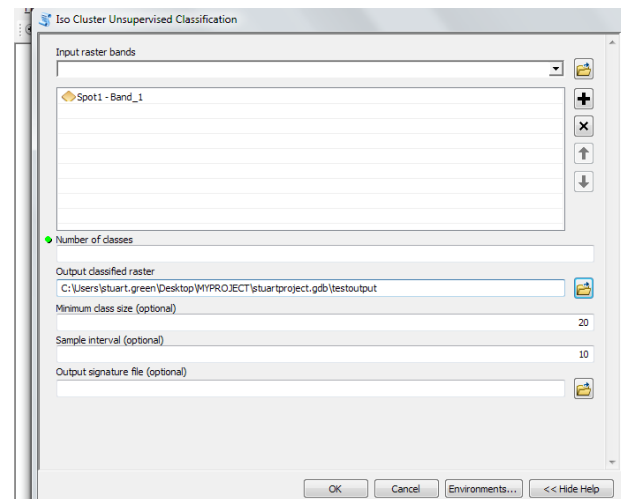 Iso Cluster Unsupervised Classification
Input raster bands
Spot1 - Band_1
Number of classes
Output classified raster
C:\Users\stuart.green\Desktop\MYPROJECT\stuartproject.gdb\testoutput
Minimum class size (optional)
20
Sample interval (optional)
10
Output signature file (optional)
OK Cancel Environments... << Hide Help